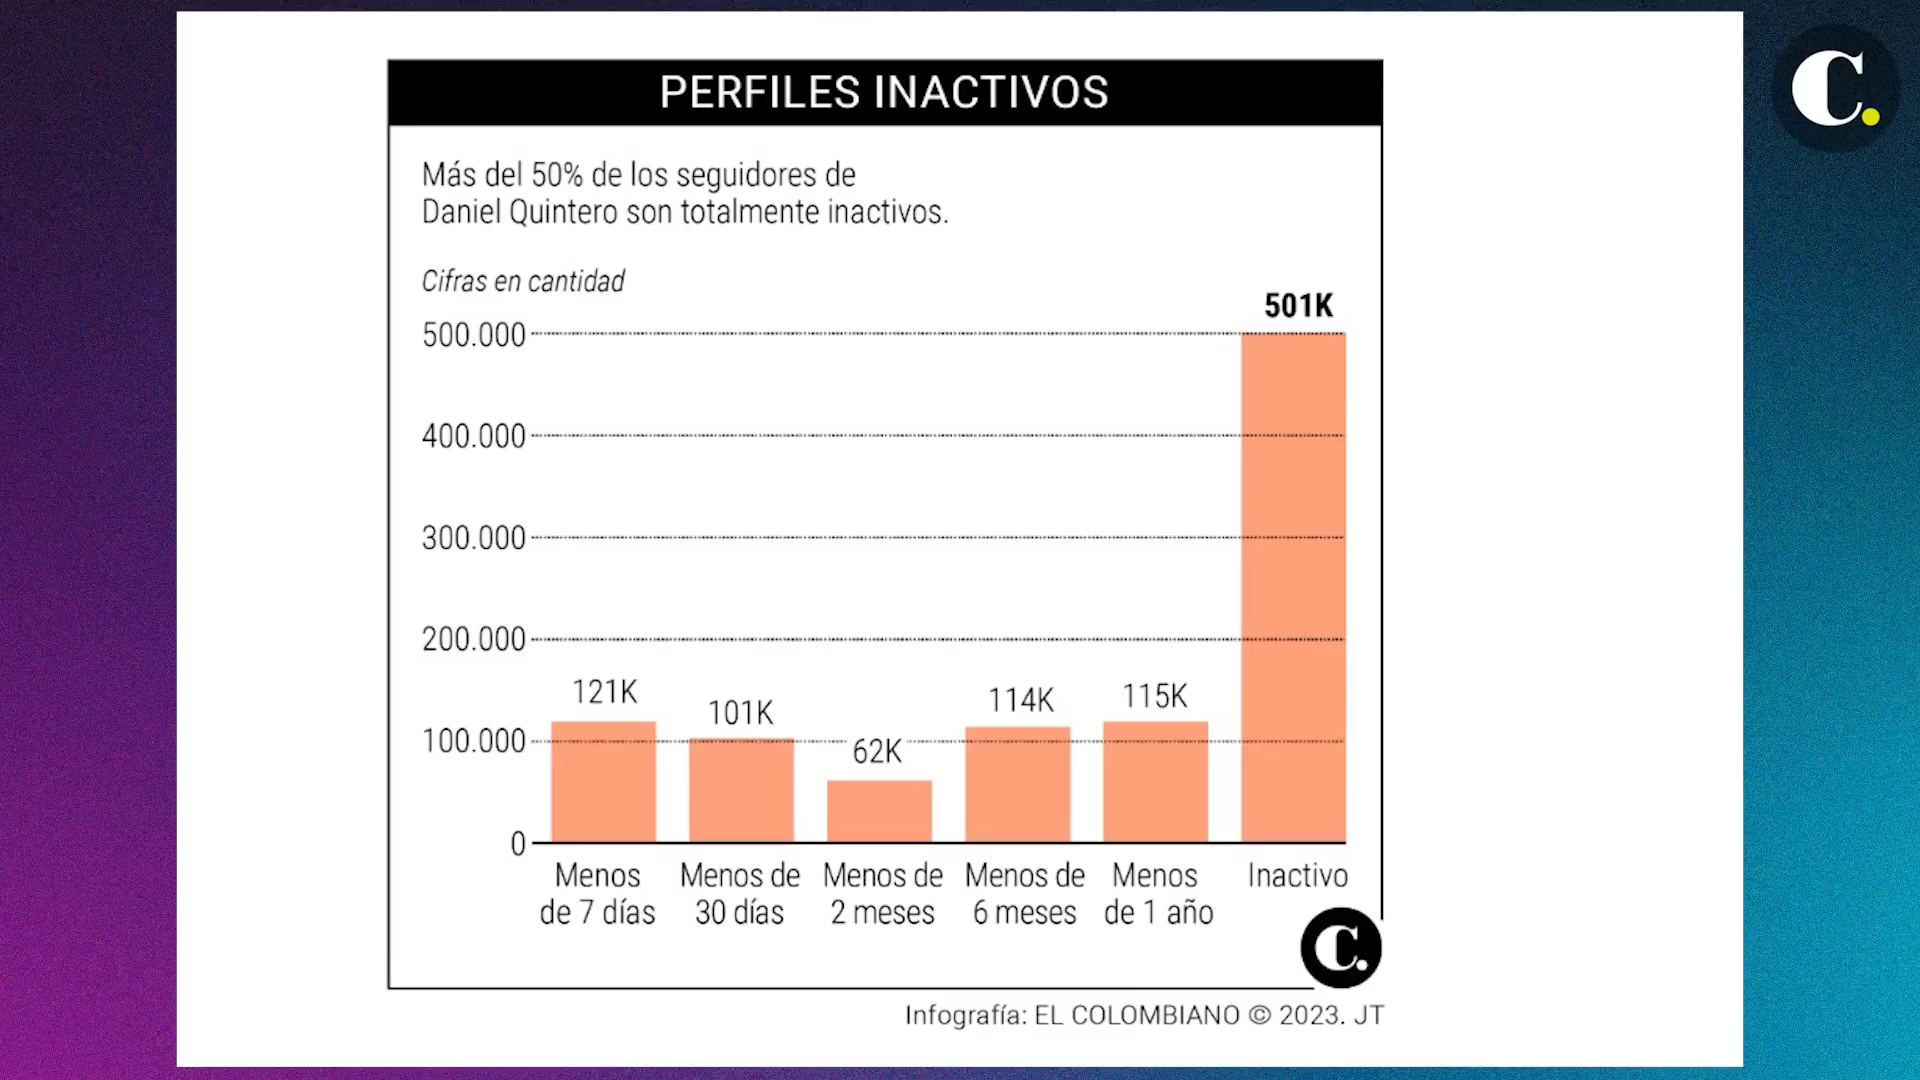 C.
PERFILES INACTIVOS
Más del 50% de los seguidores de
Daniel Quintero son totalmente inactivos.
Cifras en cantidad
501K
500.000
400.000
300.000
200.000
121K
101K
62K
114K
115K
100.000
0
Menos
de 7 días
Menos de
30 días
Menos de
2 meses
Menos de
6 meses
Menos
de 1 año
Inactivo
C.
Infografía: EL COLOMBIANO © 2023. JT